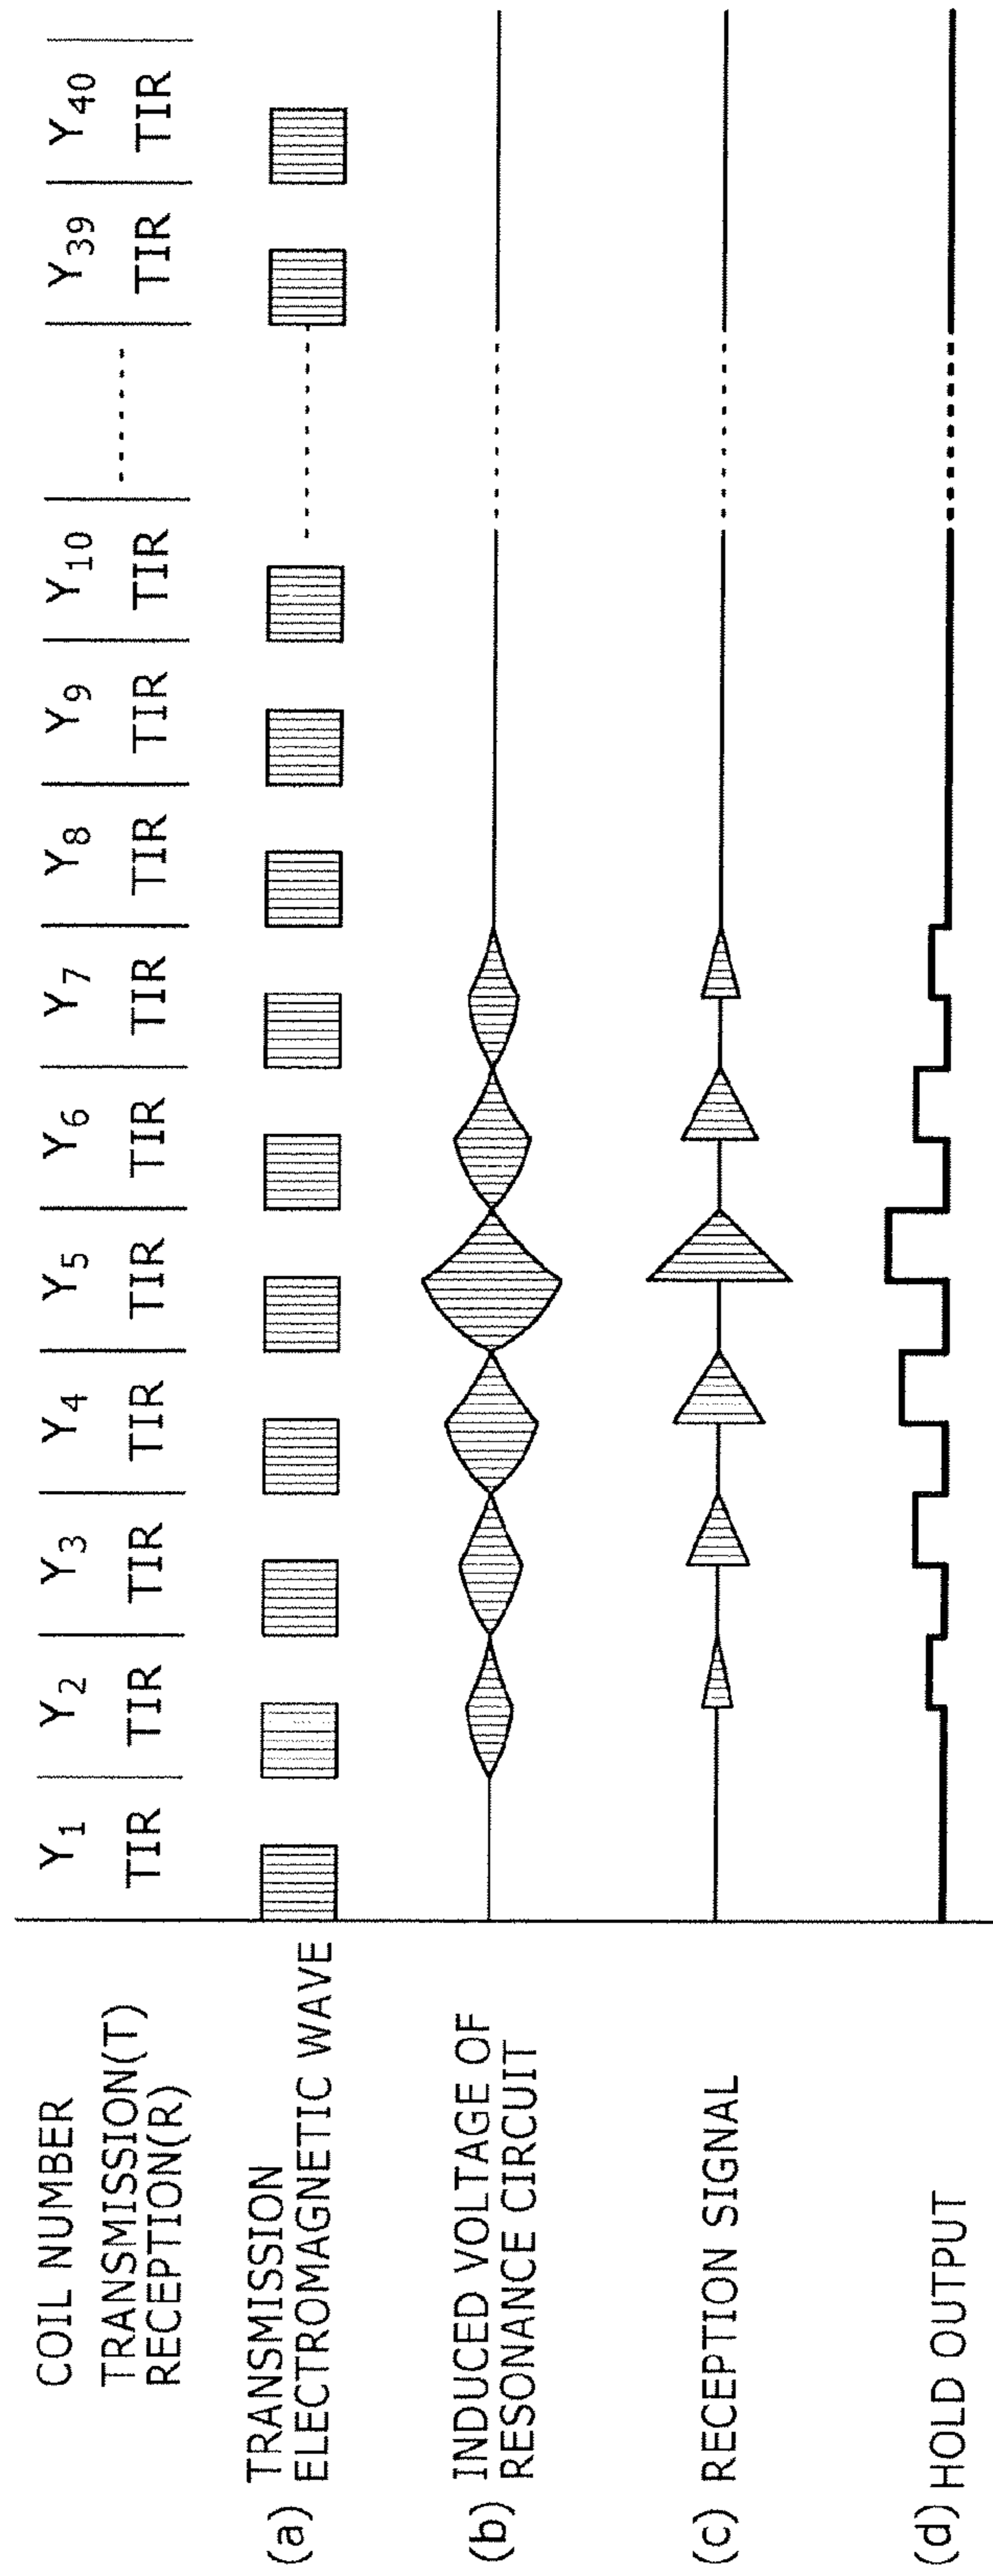 COIL NUMBER
Y1 Y2 Y3 Y4 Y5 Y6 Y7 Y8 Y9 Y10 Y39 Y40
TRANSMISSION(T)
RECEPTION(R)
TIR TIR TIR TIR TIR TIR TIR TIR TIR TIR TIR TIR
(a) TRANSMISSION
ELECTROMAGNETIC WAVE
(b) INDUCED VOLTAGE OF
RESONANCE CIRCUIT
(c) RECEPTION SIGNAL
(d) HOLD OUTPUT